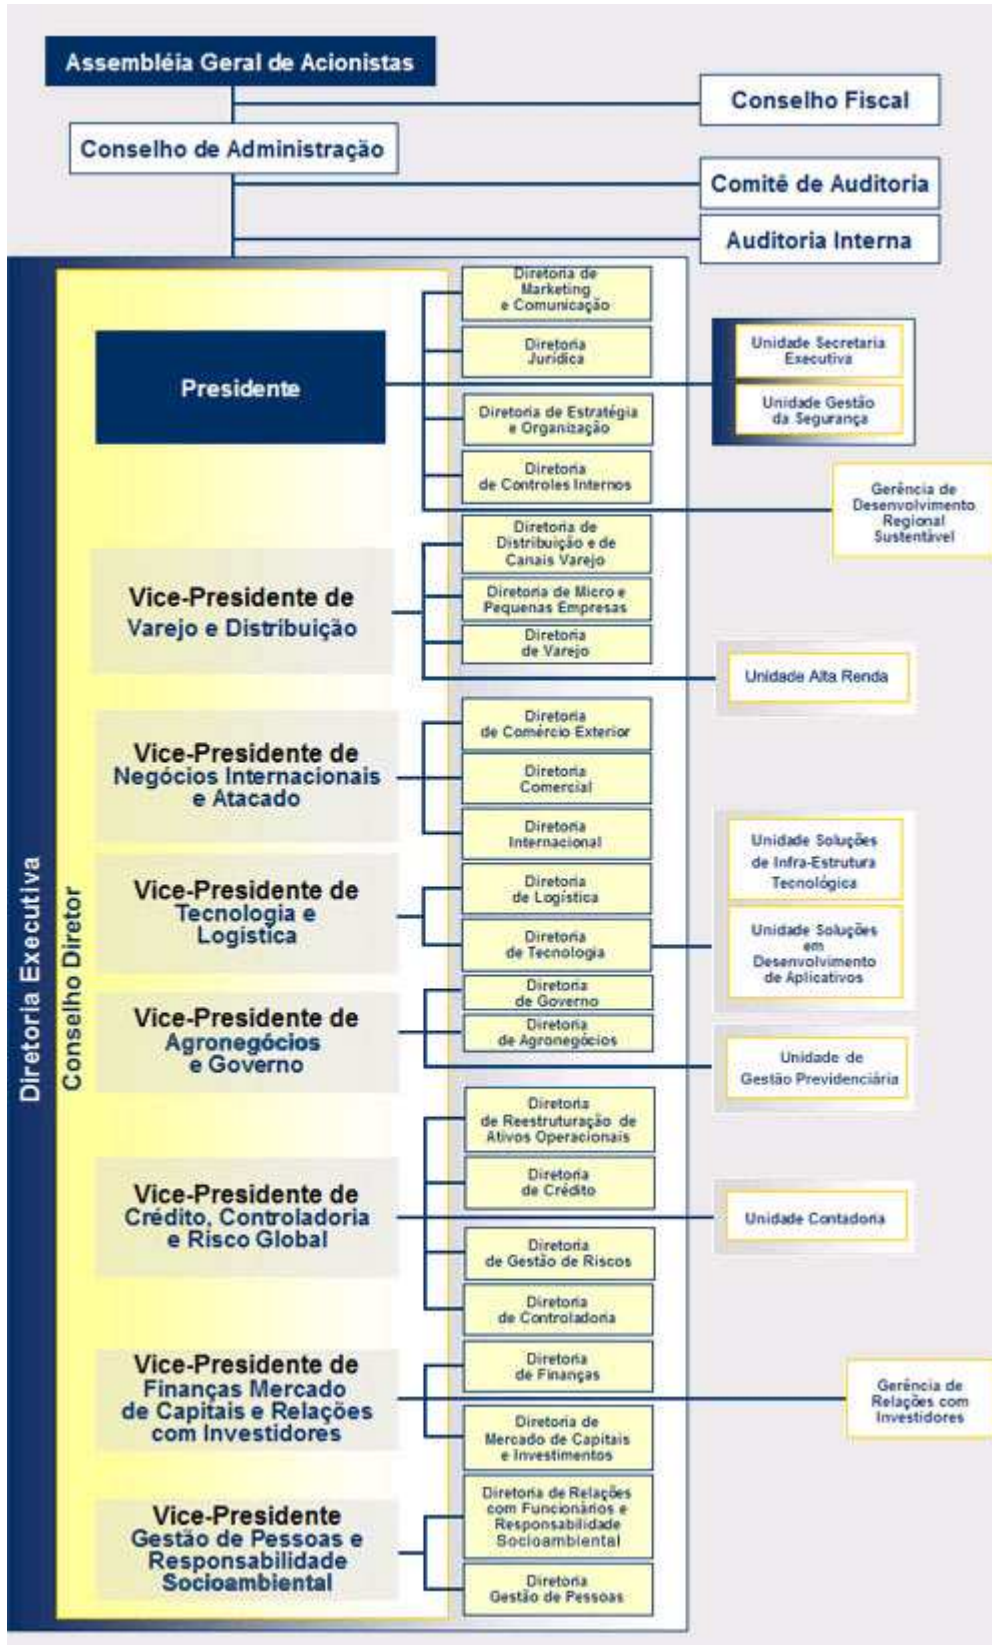 Assembléia Geral de Acionistas
Conselho Fiscal
Conselho de Administração
Comitê de Auditoria
Auditoria Interna
Diretoria Executiva
Conselho Diretor
Presidente
Diretoria de
Marketing
e Comunicação
Diretoria
Jurídica
Diretoria de Estratégia
e Organização
Diretoria
de Controles Internos
Unidade Secretaria
Executiva
Unidade Gestão
da Segurança
Gerência de
Desenvolvimento
Regional
Sustentável
Vice-Presidente de
Varejo e Distribuição
Diretoria de
Distribuição e de
Canais Varejo
Diretoria de Micro e
Pequenas Empresas
Diretoria
de Varejo
Unidade Alta Renda
Vice-Presidente de
Negócios Internacionais
e Atacado
Diretoria
de Comércio Exterior
Diretoria
Comercial
Diretoria
Internacional
Vice-Presidente de
Tecnologia e
Logística
Diretoria
de Logística
Diretoria
de Tecnologia
Unidade Soluções
de Infra-Estrutura
Tecnológica
Unidade Soluções
em
Desenvolvimento
de Aplicativos
Vice-Presidente de
Agronegócios
e Governo
Diretoria
de Governo
Diretoria
de Agronegócios
Unidade de
Gestão Previdenciária
Vice-Presidente de
Crédito, Controladoria
e Risco Global
Diretoria
de Reestruturação de
Ativos Operacionais
Diretoria
de Crédito
Diretoria
de Gestão de Riscos
Diretoria
de Controladoria
Unidade Contadoria
Vice-Presidente de
Finanças Mercado
de Capitais e Relações
com Investidores
Diretoria
de Finanças
Diretoria de
Mercado de Capitais
e Investimentos
Gerência de
Relações com
Investidores
Vice-Presidente
Gestão de Pessoas e
Responsabilidade
Socioambiental
Diretoria de Relações
com Funcionários e
Responsabilidade
Socioambiental
Diretoria
Gestão de Pessoas